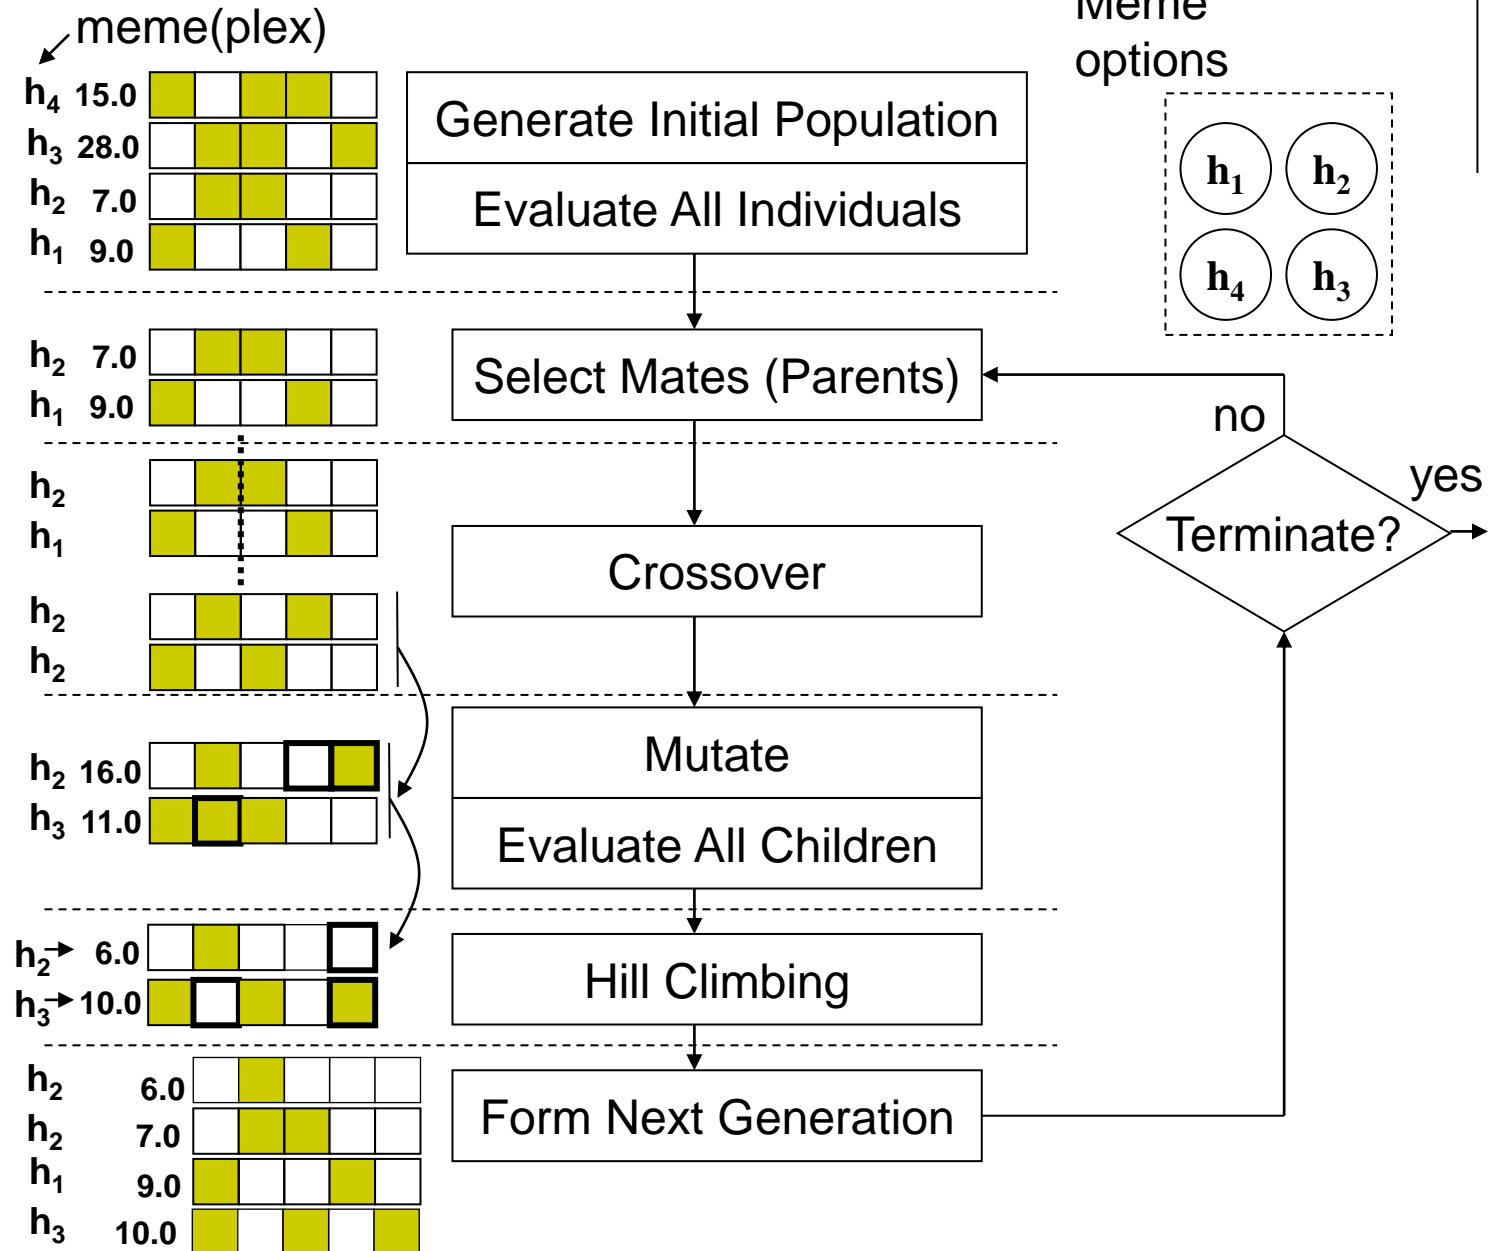 meme(plex)
h4 15.0
h3 28.0
h2 7.0
h1 9.0
Generate Initial Population
Evaluate All Individuals
Meme
options
h1 h2
h4 h3
h2 7.0
h1 9.0
Select Mates (Parents)
no
yes
Terminate?
h2
h1
Crossover
h2
h2
h2 16.0
h3 11.0
Mutate
Evaluate All Children
h2 6.0
h3 10.0
Hill Climbing
h2 6.0
h2 7.0
h1 9.0
h3 10.0
Form Next Generation